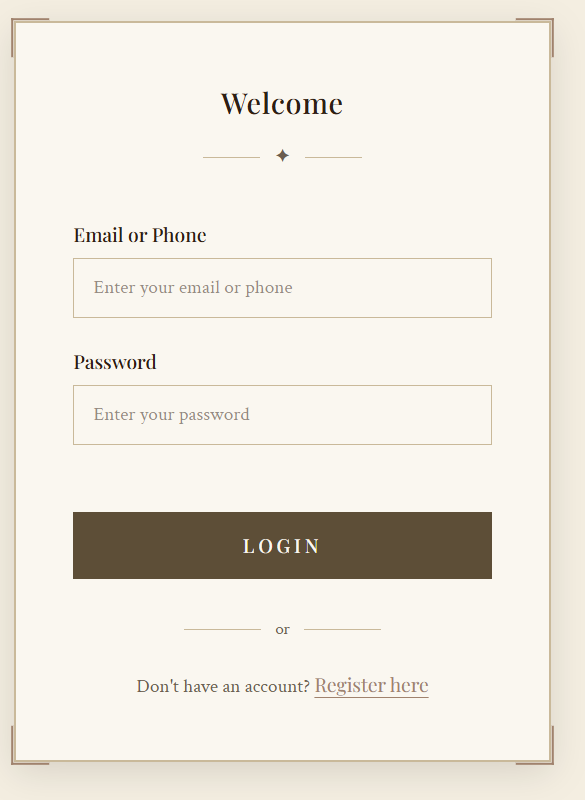 Welcome
Email or Phone
Enter your email or phone
Password
Enter your password
LOGIN
or
Don't have an account? Register here